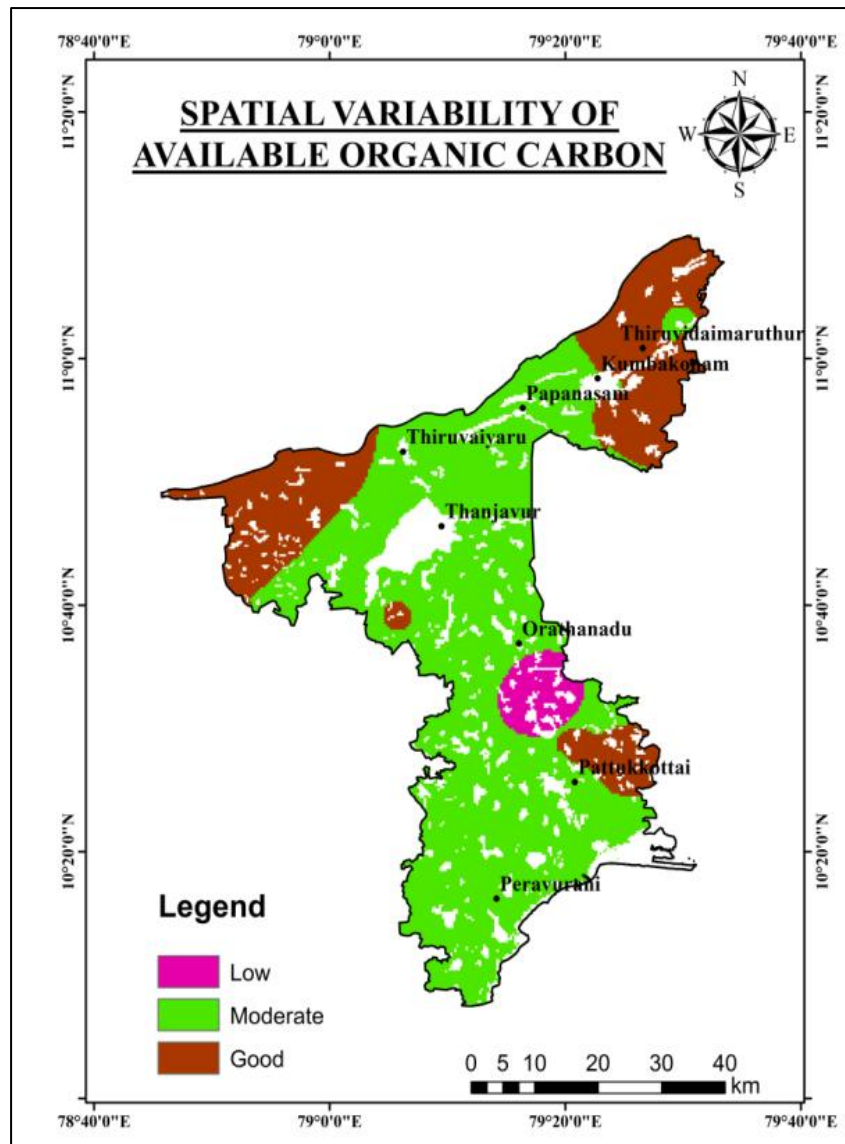 78°40'0"E 79°0'0"E 79°20'0"E 79°40'0"E
SPATIAL VARIABILITY OF
AVAILABLE ORGANIC CARBON
N
W E
S
11°20'0"N 11°20'0"N
Thiruvidaimaruthur
11°0'0"N 11°0'0"N
Kumbakonam
Papanasam
Thiruvaiyaru
Thanjavur
10°40'0"N 10°40'0"N
Orathanadu
Pattukkottai
10°20'0"N 10°20'0"N
Peravurani
Legend
Low
Moderate
Good
0 5 10 20 30 40
km
78°40'0"E 79°0'0"E 79°20'0"E 79°40'0"E